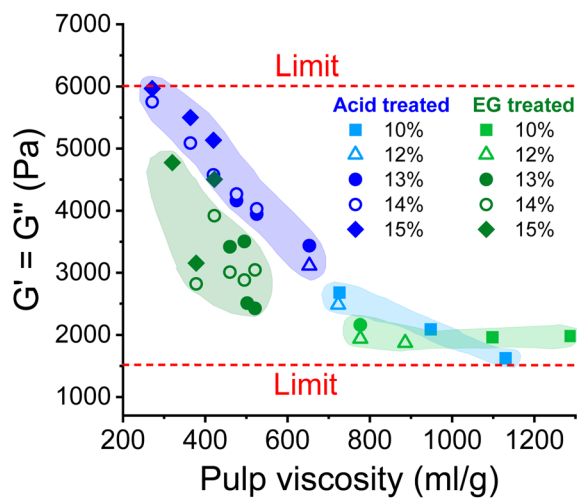 7000
6000
5000
4000
3000
2000
1000
G' = G" (Pa)
Limit
Acid treated EG treated
10% 10%
12% 12%
13% 13%
14% 14%
15% 15%
Limit
200 400 600 800 1000 1200
Pulp viscosity (ml/g)